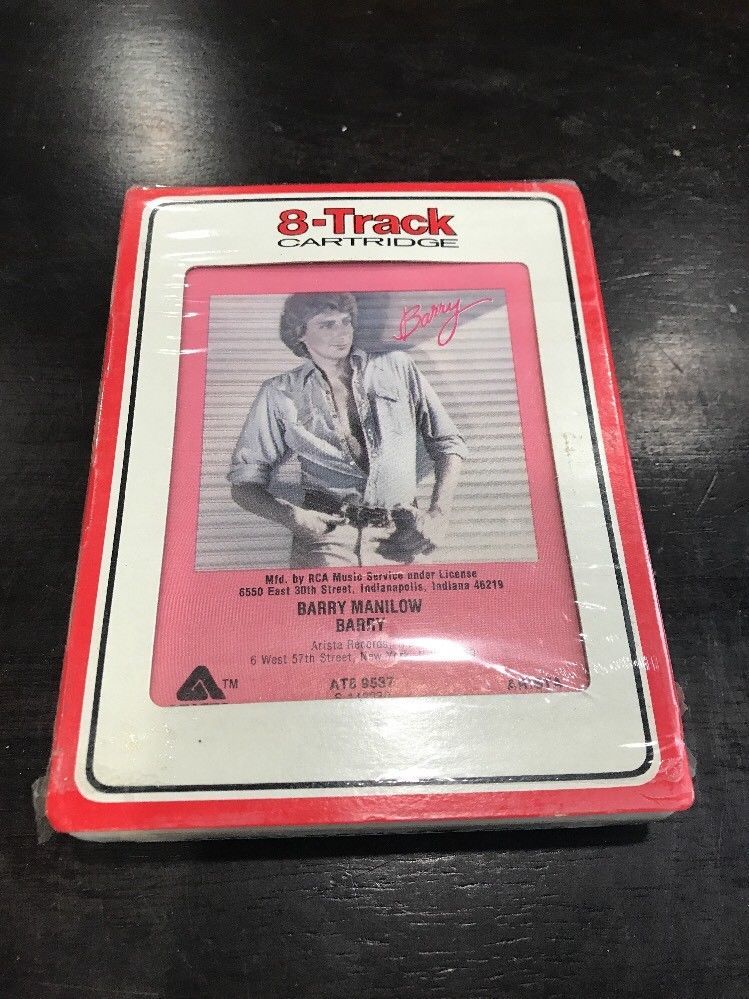 8-Track
CARTRIDGE
Barry
Mfd. by RCA Music Service under License
6550 East 30th Street, Indianapolis, Indiana 46219
BARRY MANILOW
BARRY
Arista Records,
6 West 57th Street, New
TM
AT8 9537
ARISTA